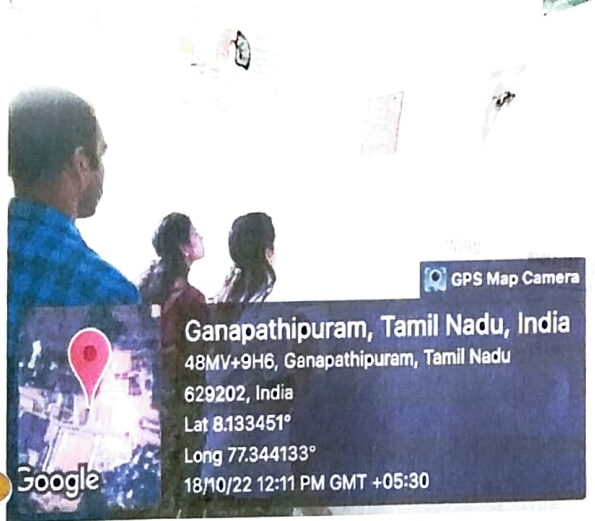 GPS Map Camera
Ganapathipuram, Tamil Nadu, India
48MV+9H6, Ganapathipuram, Tamil Nadu
629202, India
Lat 8.133451°
Long 77.344133°
18/10/22 12:11 PM GMT +05:30
Google